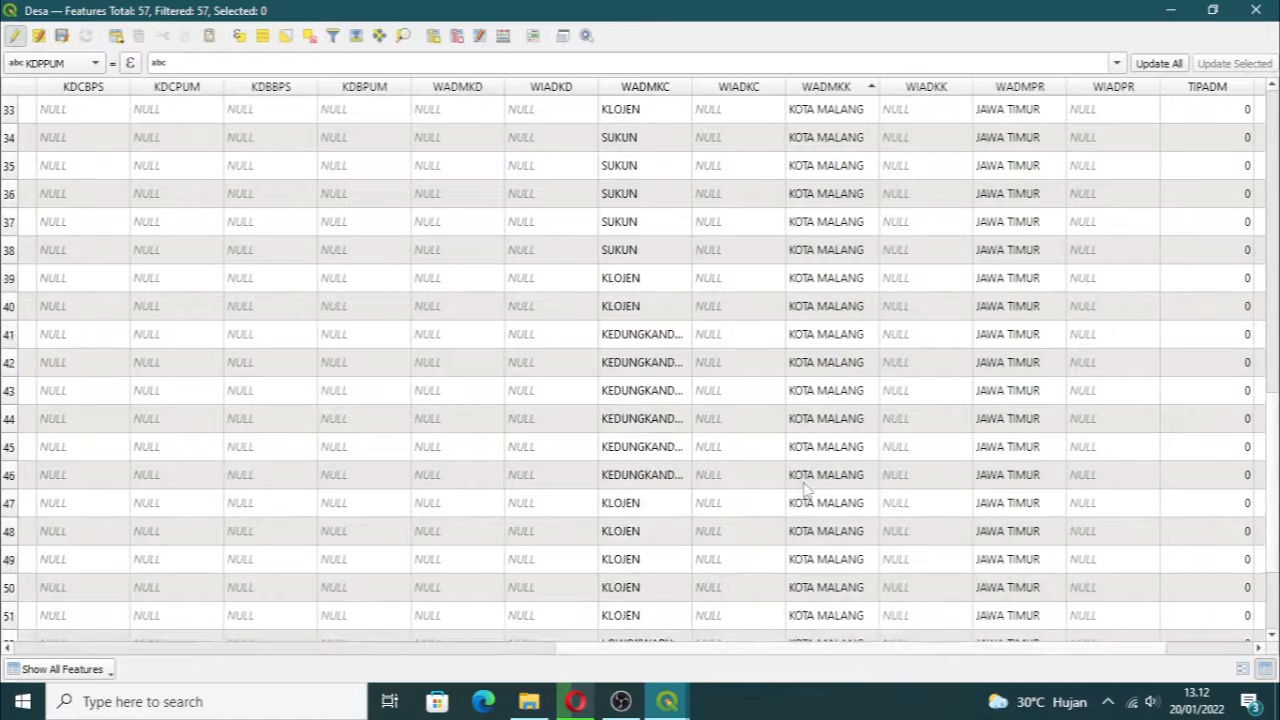 Desa — Features Total: 57, Filtered: 57, Selected: 0
abc KDPPUM = ε abc Update All Update Selected
KDCBPS KDCPUM KDBBPS KDBPUM WADMKD WIADKD WADMKC WIADKC WADMKK WIADKK WADMPR WIADPR TIPADM
33 NULL NULL NULL NULL NULL NULL KLOJEN NULL KOTA MALANG NULL JAWA TIMUR NULL 0
34 NULL NULL NULL NULL NULL NULL SUKUN NULL KOTA MALANG NULL JAWA TIMUR NULL 0
35 NULL NULL NULL NULL NULL NULL SUKUN NULL KOTA MALANG NULL JAWA TIMUR NULL 0
36 NULL NULL NULL NULL NULL NULL SUKUN NULL KOTA MALANG NULL JAWA TIMUR NULL 0
37 NULL NULL NULL NULL NULL NULL SUKUN NULL KOTA MALANG NULL JAWA TIMUR NULL 0
38 NULL NULL NULL NULL NULL NULL SUKUN NULL KOTA MALANG NULL JAWA TIMUR NULL 0
39 NULL NULL NULL NULL NULL NULL KLOJEN NULL KOTA MALANG NULL JAWA TIMUR NULL 0
40 NULL NULL NULL NULL NULL NULL KLOJEN NULL KOTA MALANG NULL JAWA TIMUR NULL 0
41 NULL NULL NULL NULL NULL NULL KEDUNGKAND... NULL KOTA MALANG NULL JAWA TIMUR NULL 0
42 NULL NULL NULL NULL NULL NULL KEDUNGKAND... NULL KOTA MALANG NULL JAWA TIMUR NULL 0
43 NULL NULL NULL NULL NULL NULL KEDUNGKAND... NULL KOTA MALANG NULL JAWA TIMUR NULL 0
44 NULL NULL NULL NULL NULL NULL KEDUNGKAND... NULL KOTA MALANG NULL JAWA TIMUR NULL 0
45 NULL NULL NULL NULL NULL NULL KEDUNGKAND... NULL KOTA MALANG NULL JAWA TIMUR NULL 0
46 NULL NULL NULL NULL NULL NULL KEDUNGKAND... NULL KOTA MALANG NULL JAWA TIMUR NULL 0
47 NULL NULL NULL NULL NULL NULL KLOJEN NULL KOTA MALANG NULL JAWA TIMUR NULL 0
48 NULL NULL NULL NULL NULL NULL KLOJEN NULL KOTA MALANG NULL JAWA TIMUR NULL 0
49 NULL NULL NULL NULL NULL NULL KLOJEN NULL KOTA MALANG NULL JAWA TIMUR NULL 0
50 NULL NULL NULL NULL NULL NULL KLOJEN NULL KOTA MALANG NULL JAWA TIMUR NULL 0
51 NULL NULL NULL NULL NULL NULL KLOJEN NULL KOTA MALANG NULL JAWA TIMUR NULL 0
Show All Features
Type here to search 30°C Hujan 13.12
20/01/2022 3